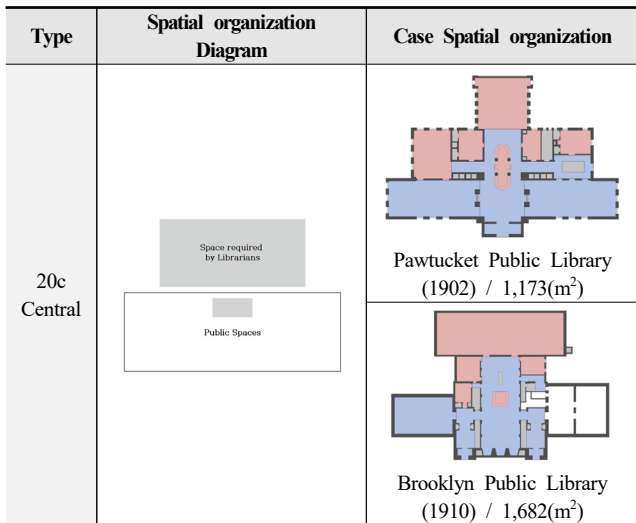 Type
Spatial organization
Diagram
Case Spatial organization
20c
Central
Space required
by Librarians
Public Spaces
Pawtucket Public Library
(1902) / 1,173(m²)
Brooklyn Public Library
(1910) / 1,682(m²)